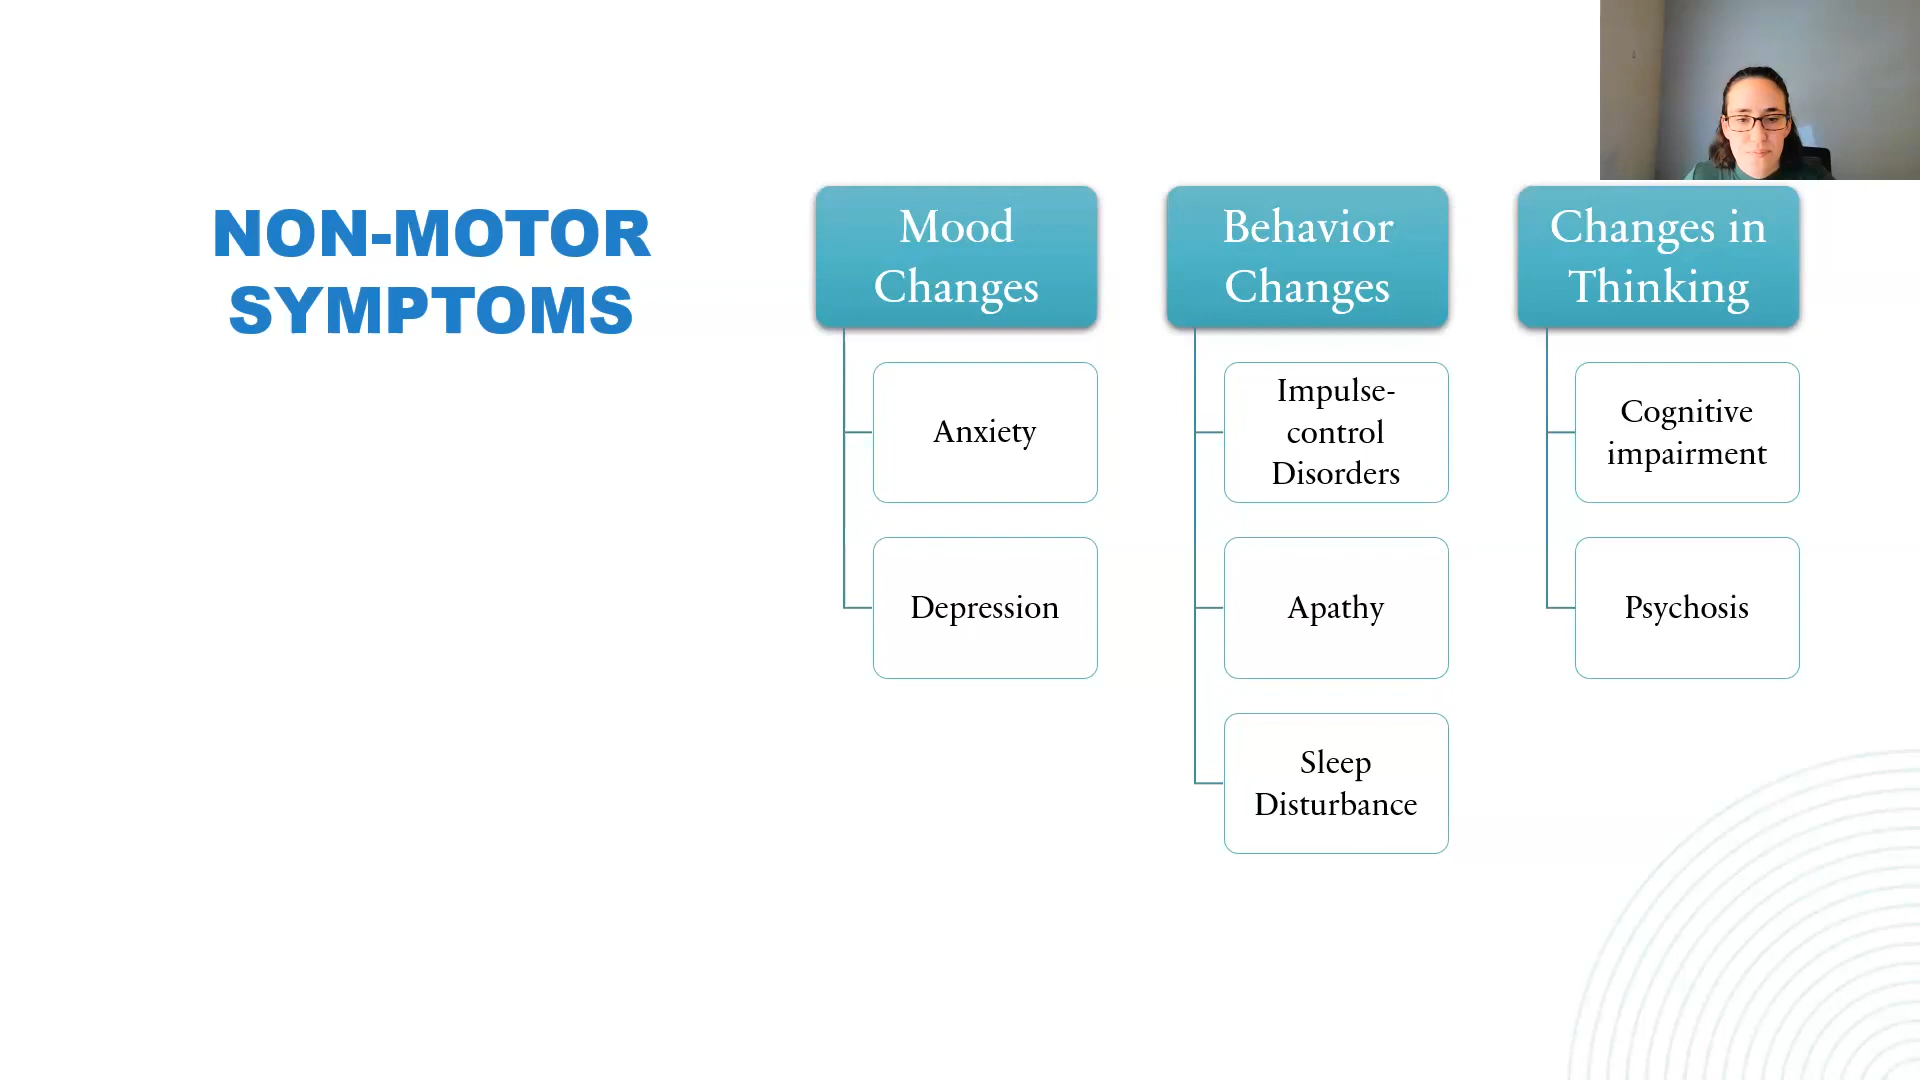 NON-MOTOR
SYMPTOMS
Mood
Changes
Anxiety
Depression
Behavior
Changes
Impulse-
control
Disorders
Apathy
Sleep
Disturbance
Changes in
Thinking
Cognitive
impairment
Psychosis